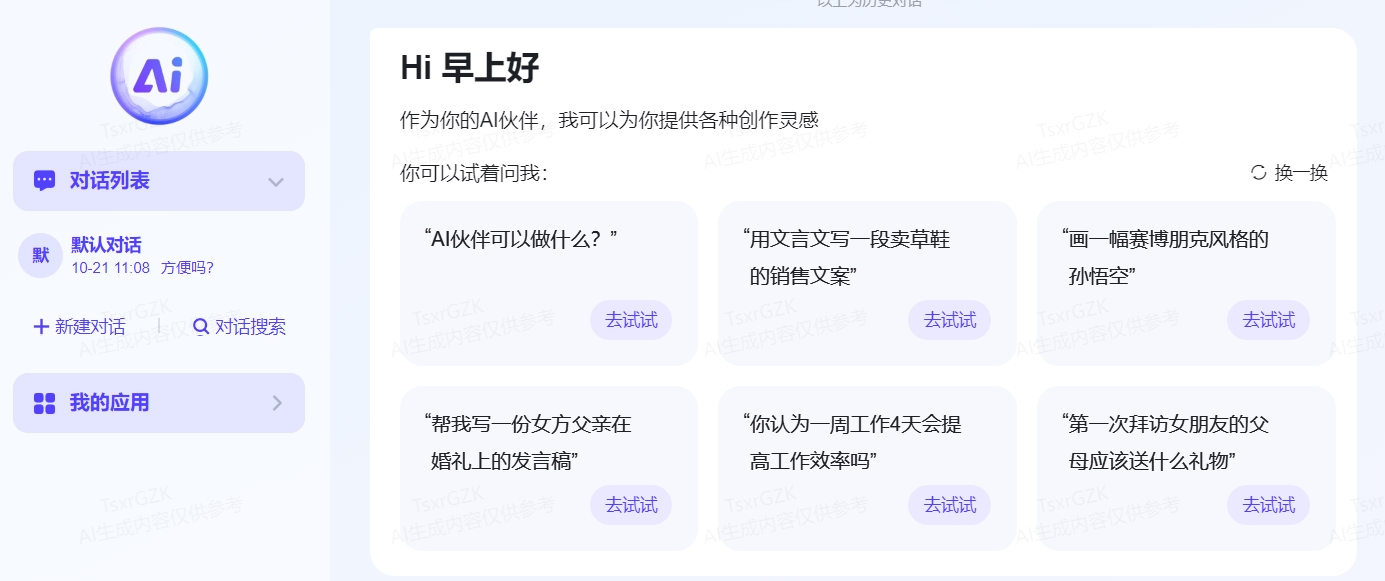 以上为历史对话
Ai
Hi 早上好
作为你的AI伙伴，我可以为你提供各种创作灵感
你可以试着问我：
换一换
对话列表
默
默认对话
10-21 11:08 方便吗?
新建对话
对话搜索
我的应用
“AI伙伴可以做什么？”
去试试
“用文言文写一段卖草鞋
的销售文案”
去试试
“画一幅赛博朋克风格的
孙悟空”
去试试
“帮我写一份女方父亲在
婚礼上的发言稿”
去试试
“你认为一周工作4天会提
高工作效率吗”
去试试
“第一次拜访女朋友的父
母应该送什么礼物”
去试试
TsxrGZK
AI生成内容仅供参考